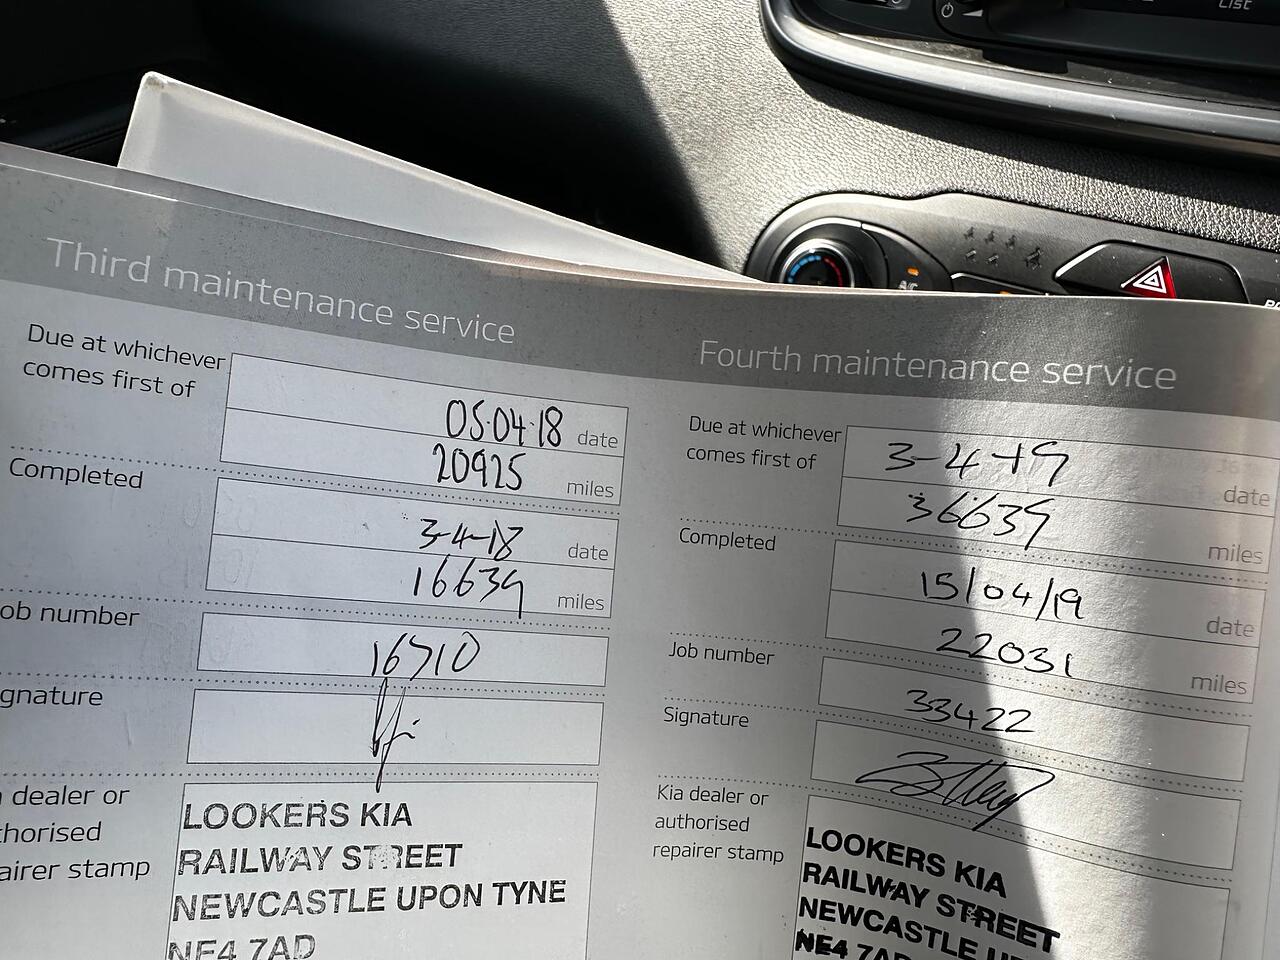 List
A/C
Third maintenance service
Due at whichever
comes first of
05.04.18 date
20925 miles
Completed
3-4-18 date
16639 miles
ob number
16710
gnature
dealer or
thorised
pairer stamp
LOOKERS KIA
RAILWAY STREET
NEWCASTLE UPON TYNE
NE4 7AD
Fourth maintenance service
Due at whichever
comes first of
3-4-19 date
36639 miles
Completed
15/04/19 date
22031 miles
Job number
33422
Signature
Kia dealer or
authorised
repairer stamp
LOOKERS KIA
RAILWAY STREET
NEWCASTLE U
NE4 7AD